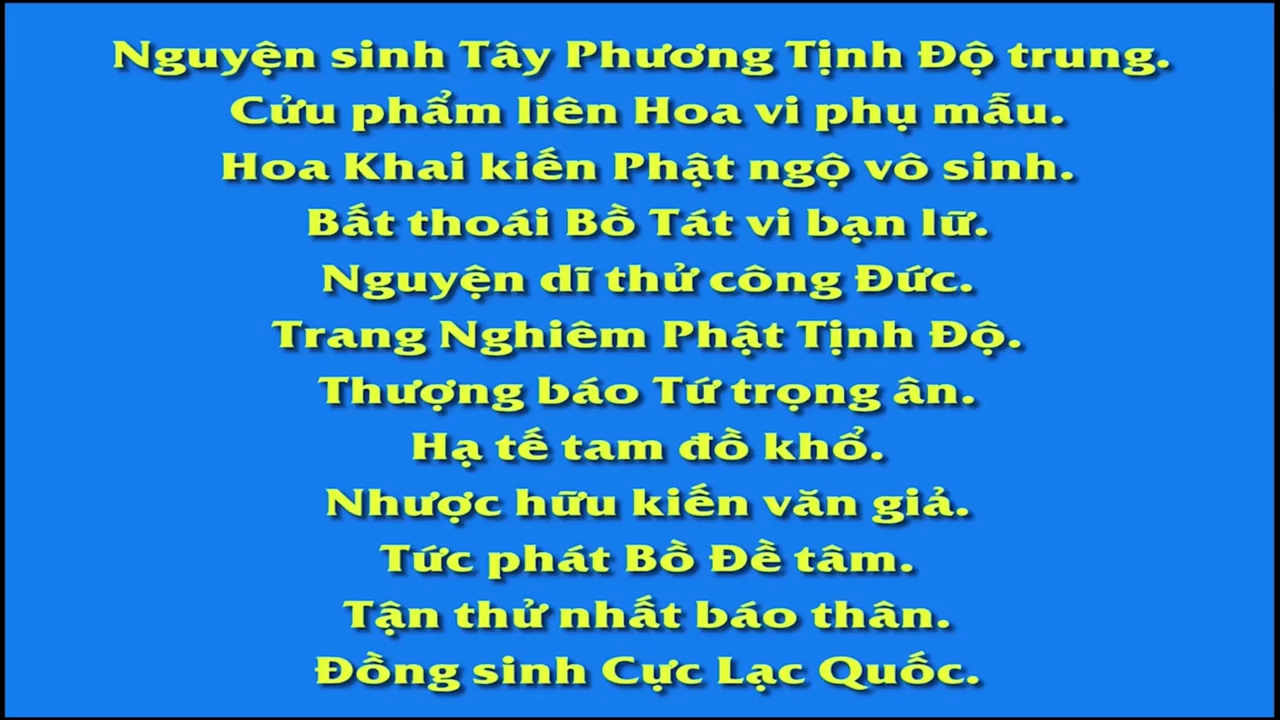 Nguyện sinh Tây Phương Tịnh Độ trung.
Cửu phẩm liên Hoa vi phụ mẫu.
Hoa Khai kiến Phật ngộ vô sinh.
Bất thoái Bồ Tát vi bạn lữ.
Nguyện dĩ thử công Đức.
Trang Nghiêm Phật Tịnh Độ.
Thượng báo Tứ trọng ân.
Hạ tế tam đồ khổ.
Nhược hữu kiến văn giả.
Tức phát Bồ Đề tâm.
Tận thử nhất báo thân.
Đồng sinh Cực Lạc Quốc.